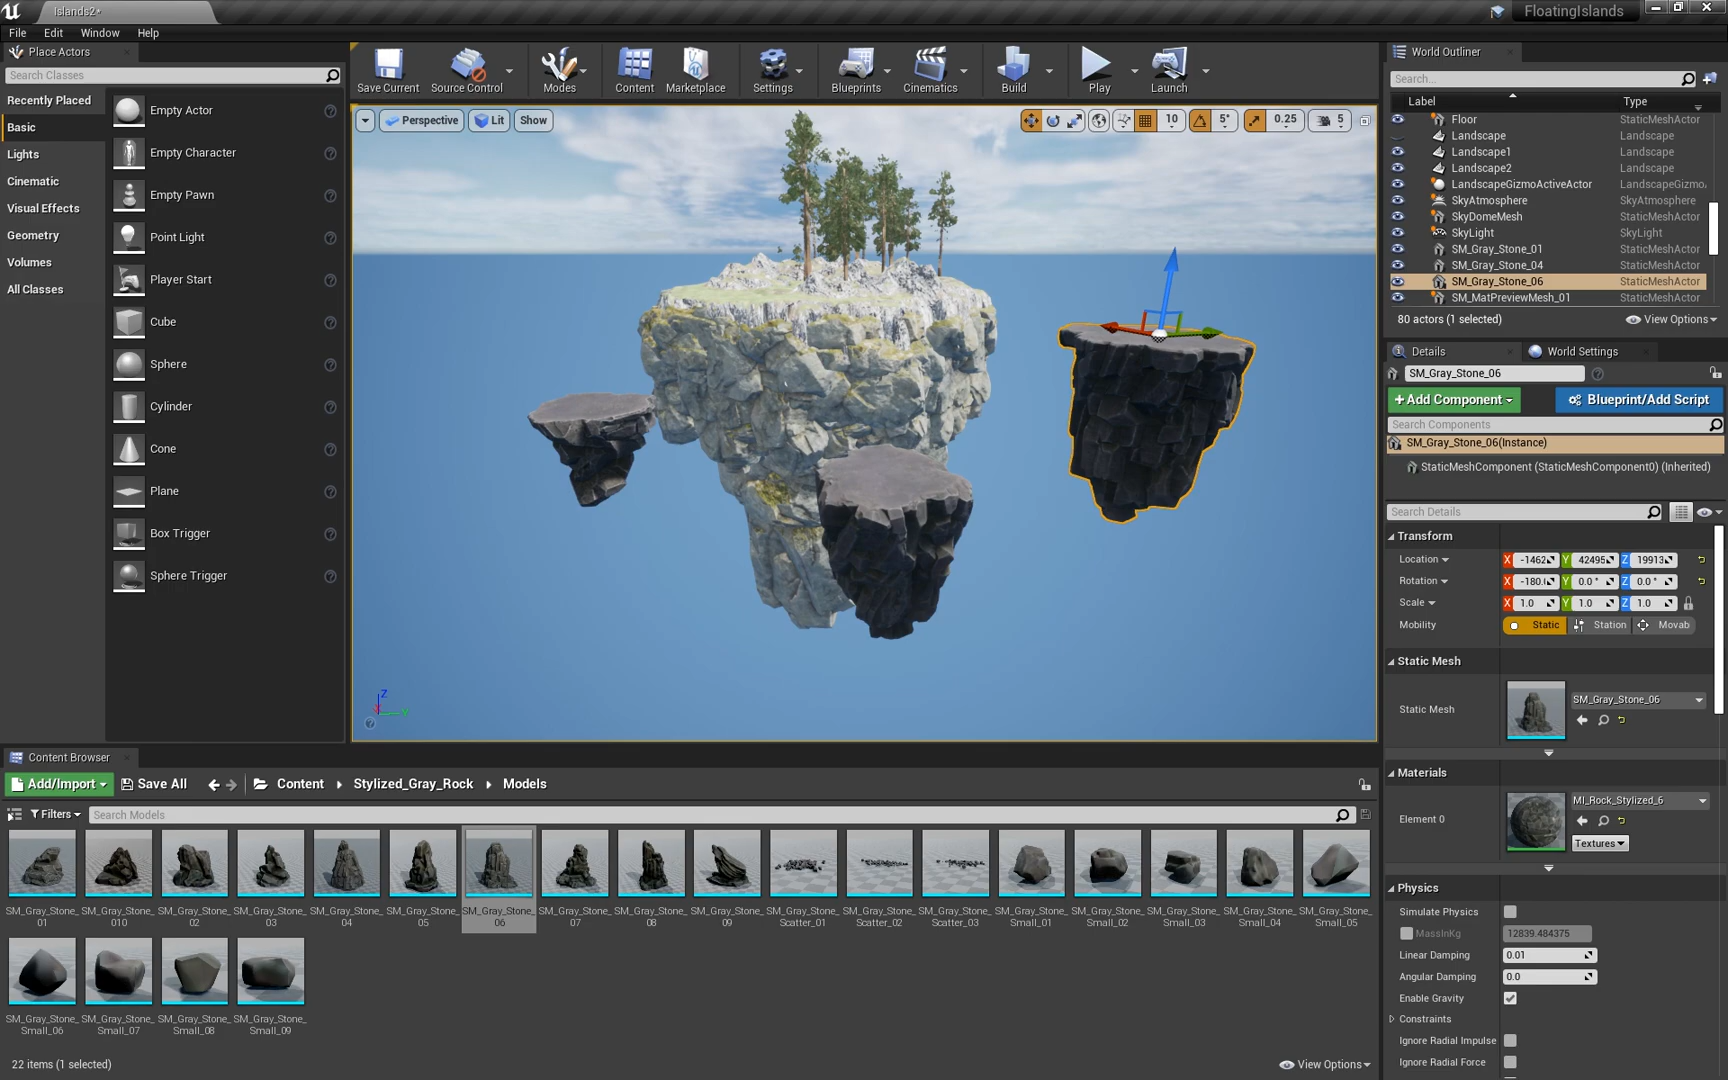 Islands2*
FloatingIslands
File Edit Window Help
Place Actors
Search Classes
Recently Placed
Basic
Lights
Cinematic
Visual Effects
Geometry
Volumes
All Classes
Empty Actor
Empty Character
Empty Pawn
Point Light
Player Start
Cube
Sphere
Cylinder
Cone
Plane
Box Trigger
Sphere Trigger
Save Current Source Control Modes Content Marketplace Settings Blueprints Cinematics Build Play Launch
Perspective Lit Show
10 5° 0.25 5
Z
World Outliner
Search...
Label Type
Floor StaticMeshActor
Landscape Landscape
Landscape1 Landscape
Landscape2 Landscape
LandscapeGizmoActiveActor LandscapeGizmo
SkyAtmosphere SkyAtmosphere
SkyDomeMesh StaticMeshActor
SkyLight SkyLight
SM_Gray_Stone_01 StaticMeshActor
SM_Gray_Stone_04 StaticMeshActor
SM_Gray_Stone_06 StaticMeshActor
SM_MatPreviewMesh_01 StaticMeshActor
80 actors (1 selected) View Options
Details World Settings
SM_Gray_Stone_06
+Add Component Blueprint/Add Script
Search Components
SM_Gray_Stone_06(Instance)
StaticMeshComponent (StaticMeshComponent0) (Inherited)
Search Details
Transform
Location X -1462 Y 42495 Z 19913
Rotation X -180.( Y 0.0 ° Z 0.0 °
Scale X 1.0 Y 1.0 Z 1.0
Mobility Static Station Movab
Static Mesh
Static Mesh SM_Gray_Stone_06
Materials
Element 0 MI_Rock_Stylized_6
Textures
Physics
Simulate Physics
MassInKg 12839.484375
Linear Damping 0.01
Angular Damping 0.0
Enable Gravity
Constraints
Ignore Radial Impulse
Ignore Radial Force
Content Browser
Add/Import Save All Content Stylized_Gray_Rock Models
Filters Search Models
SM_Gray_Stone_ SM_Gray_Stone_ SM_Gray_Stone_ SM_Gray_Stone_ SM_Gray_Stone_ SM_Gray_Stone_ SM_Gray_Stone_ SM_Gray_Stone_ SM_Gray_Stone_ SM_Gray_Stone_ SM_Gray_Stone_ SM_Gray_Stone_ SM_Gray_Stone_ SM_Gray_Stone_ SM_Gray_Stone_ SM_Gray_Stone_ SM_Gray_Stone_ SM_Gray_Stone_
01 010 02 03 04 05 06 07 08 09 Scatter_01 Scatter_02 Scatter_03 Small_01 Small_02 Small_03 Small_04 Small_05
SM_Gray_Stone_ SM_Gray_Stone_ SM_Gray_Stone_ SM_Gray_Stone_
Small_06 Small_07 Small_08 Small_09
22 items (1 selected) View Options